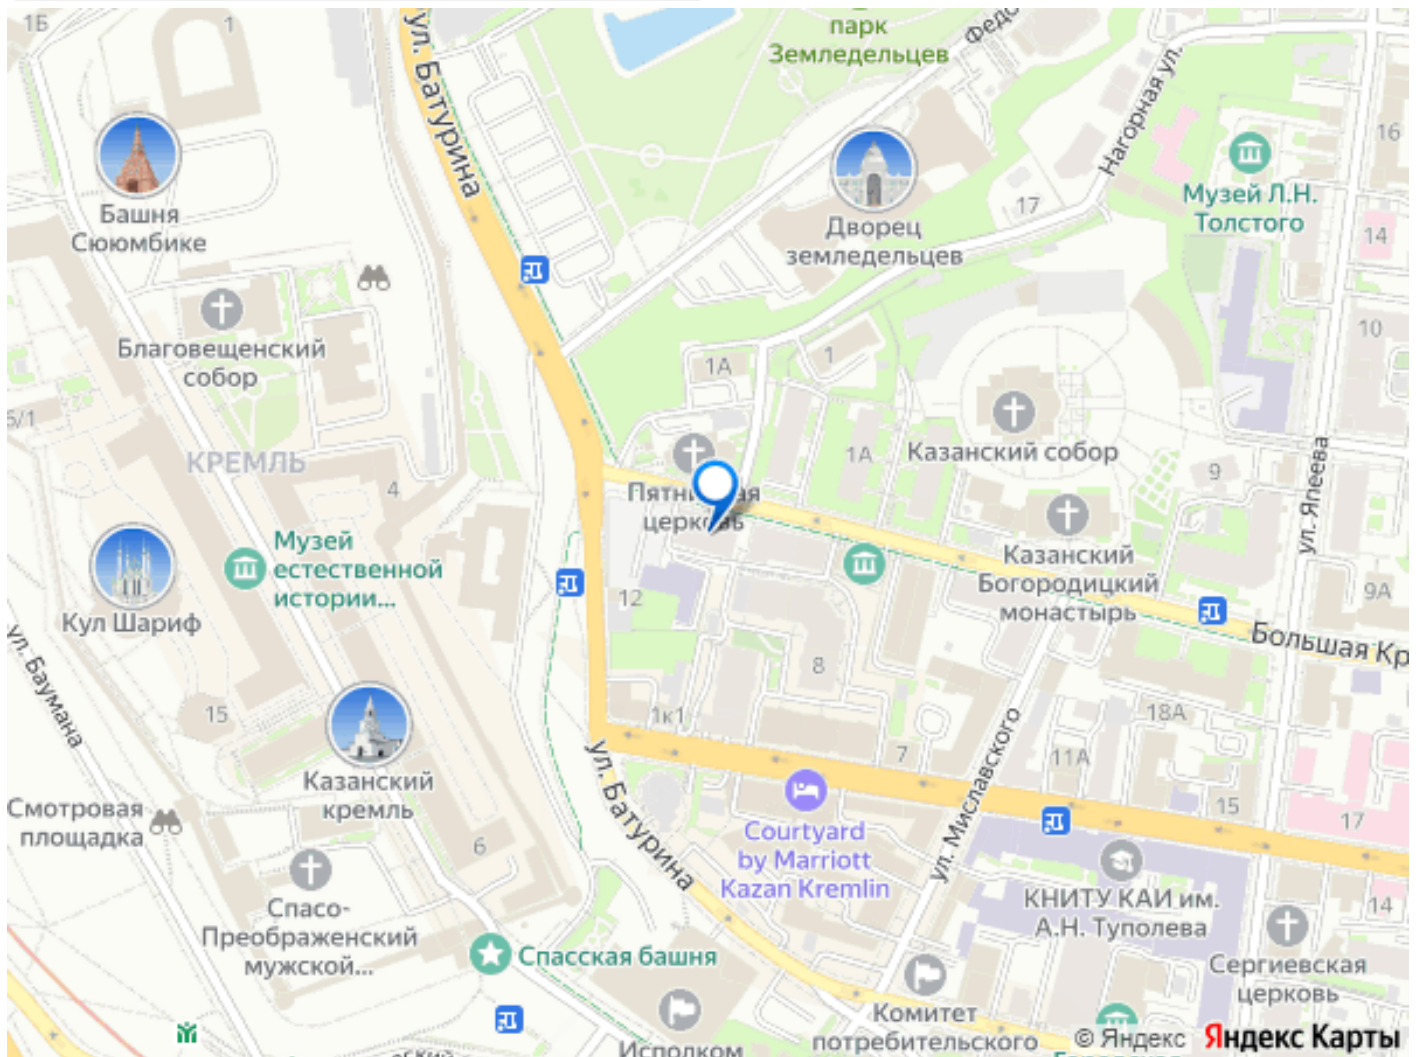 1Б
1
парк
Земледельцев
ул. Батурина
Нагорная ул.
16
Башня
Сююмбике
Музей Л.Н.
Толстого
17
14
Дворец
земледельцев
Благовещенский
собор
1А
1
10
5/1
КРЕМЛЬ
4
1А
Казанский собор
9
ул. Япеева
церковь
Музей
естественной
истории...
Казанский
Богородицкий
монастырь
9А
Кул Шариф
12
Большая Кр
ул. Баумана
8
15
1к1
18А
7
11А
ул. Миславского
Казанский
кремль
15
17
Смотровая
площадка
6
ул. Батурина
Courtyard
by Marriott
Kazan Kremlin
КНИТУ КАИ им.
А.Н. Туполева
14
Спасо-
Преображенский
мужской...
Спасская башня
Сергиевская
церковь
Комитет
потребительского
Исполком
© Яндекс
Яндекс Карты